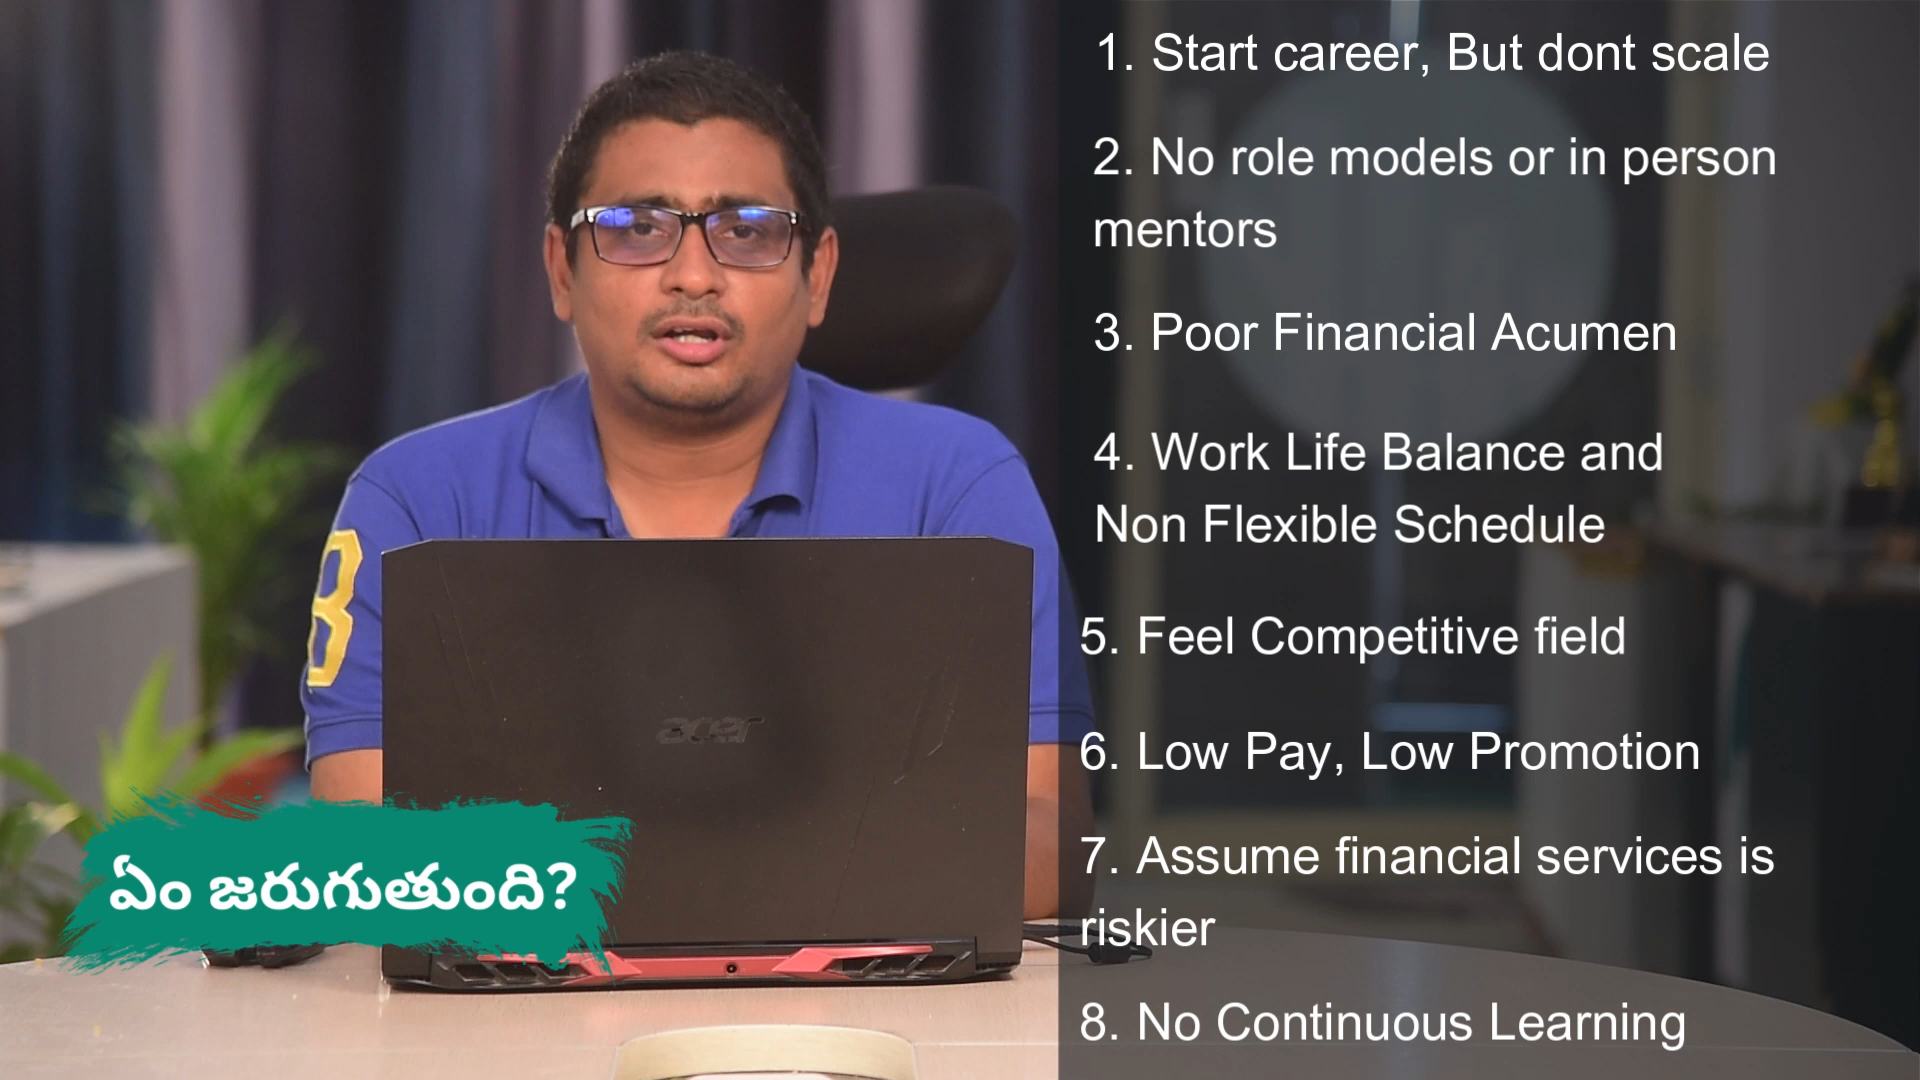 1. Start career, But dont scale
2. No role models or in person
mentors
3. Poor Financial Acumen
4. Work Life Balance and
Non Flexible Schedule
5. Feel Competitive field
6. Low Pay, Low Promotion
7. Assume financial services is
riskier
8. No Continuous Learning
acer
ఏం జరుగుతుంది?